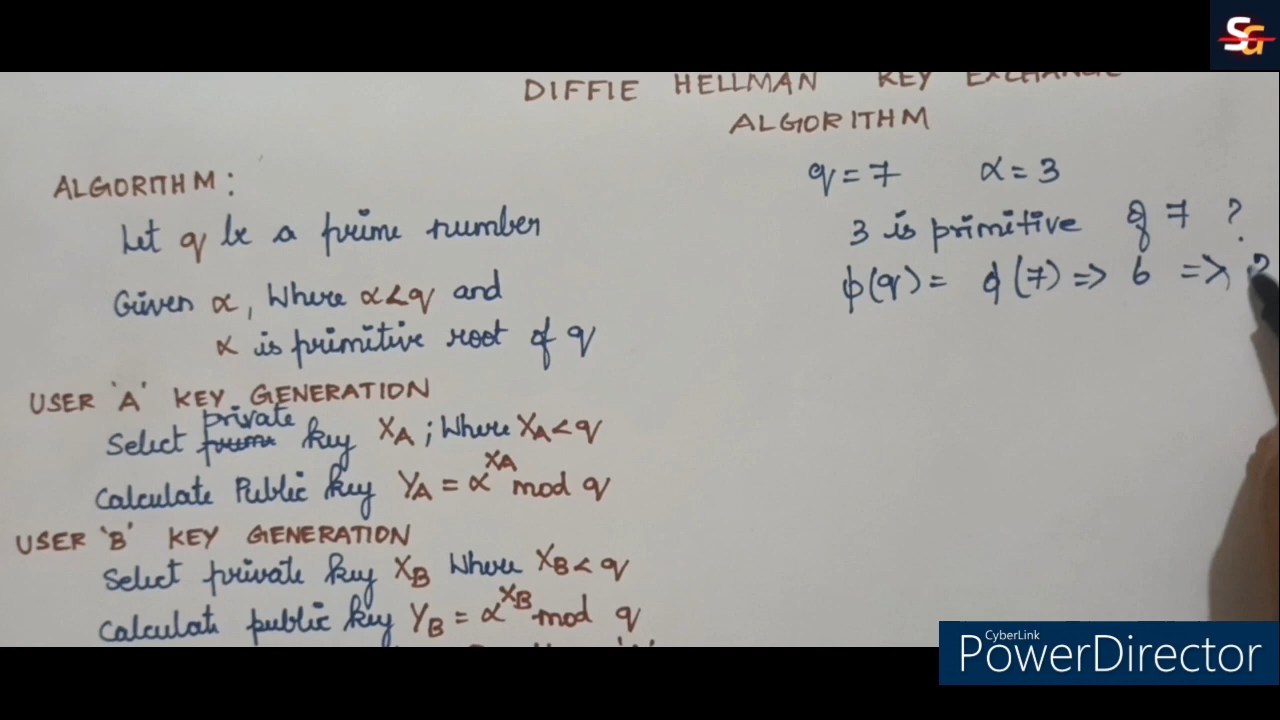 SG
DIFFIE HELLMAN KEY EXCHANGE
ALGORITHM
ALGORITHM:
Let q be a prime number
Given α, Where α<q and
α is primitive root of q
USER 'A' KEY GENERATION
private
Select key XA ; Where XA<q
Calculate Public key YA = α^XA mod q
USER 'B' KEY GENERATION
Select private key XB Where XB<q
Calculate public key YB = α^XB mod q
q = 7 α = 3
3 is primitive of 7 ?
φ(q) = φ(7) => 6 =>
CyberLink
PowerDirector